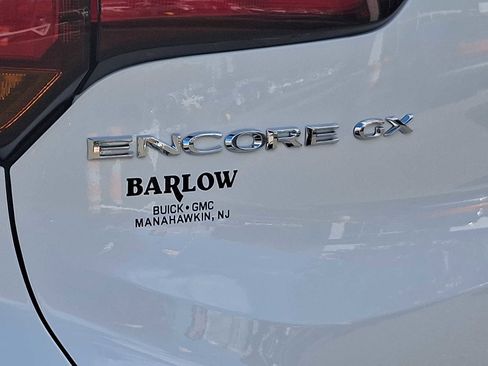 ENCORE GX
BARLOW
BUICK•GMC
MANAHAWKIN, NJ